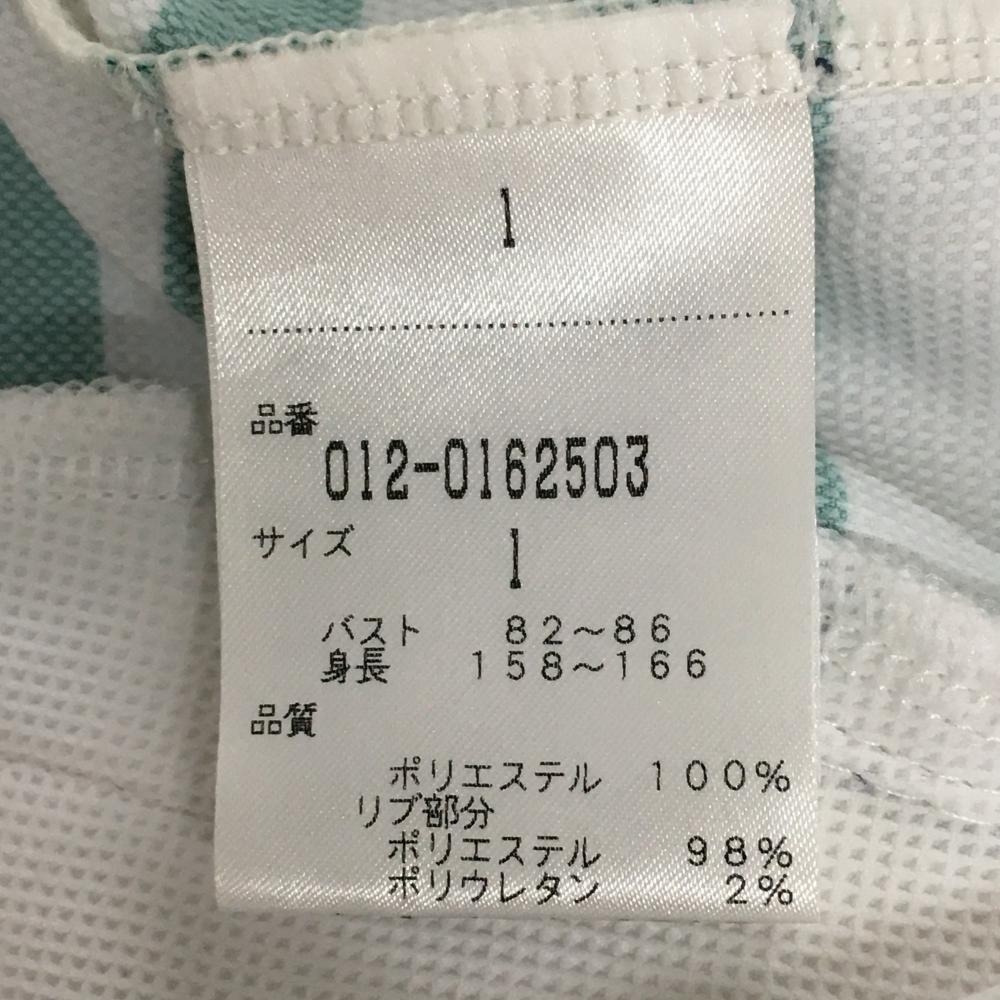 1
品番
012-0162503
サイズ 1
バスト 82～86
身長 158～166
品質
ポリエステル 100%
リブ部分
ポリエステル 98%
ポリウレタン 2%